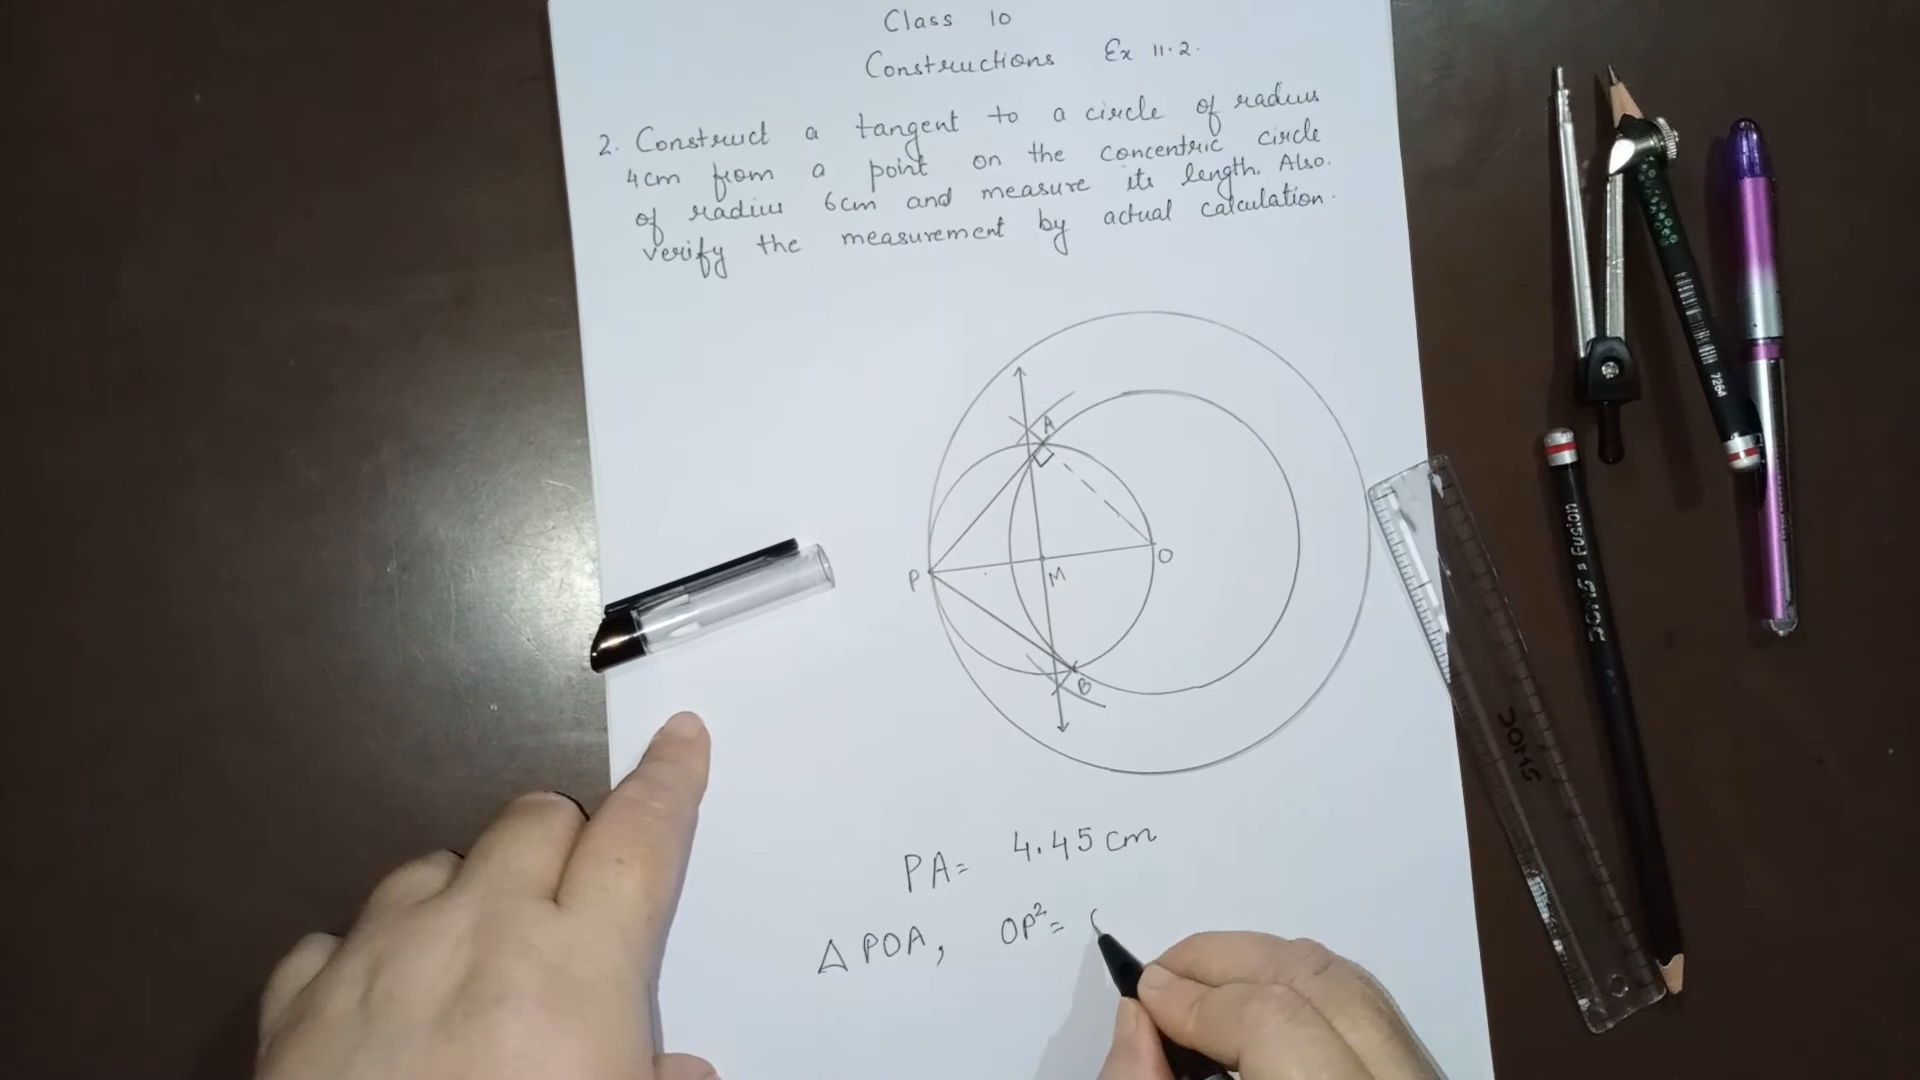 Class 10
Constructions Ex 11.2.
2. Construct a tangent to a circle of radius
4cm from a point on the concentric circle
of radius 6cm and measure its length. Also.
verify the measurement by actual calculation.
A
P
M
O
B
PA= 4.45 cm
△ POA, OP²=
7264
DOMS Fusion
DOMS